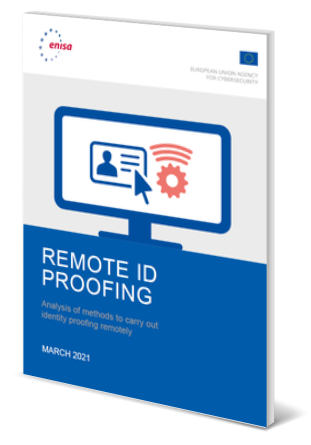 enisa
EUROPEAN UNION AGENCY
FOR CYBERSECURITY
REMOTE ID
PROOFING
Analysis of methods to carry out
identity proofing remotely
MARCH 2021